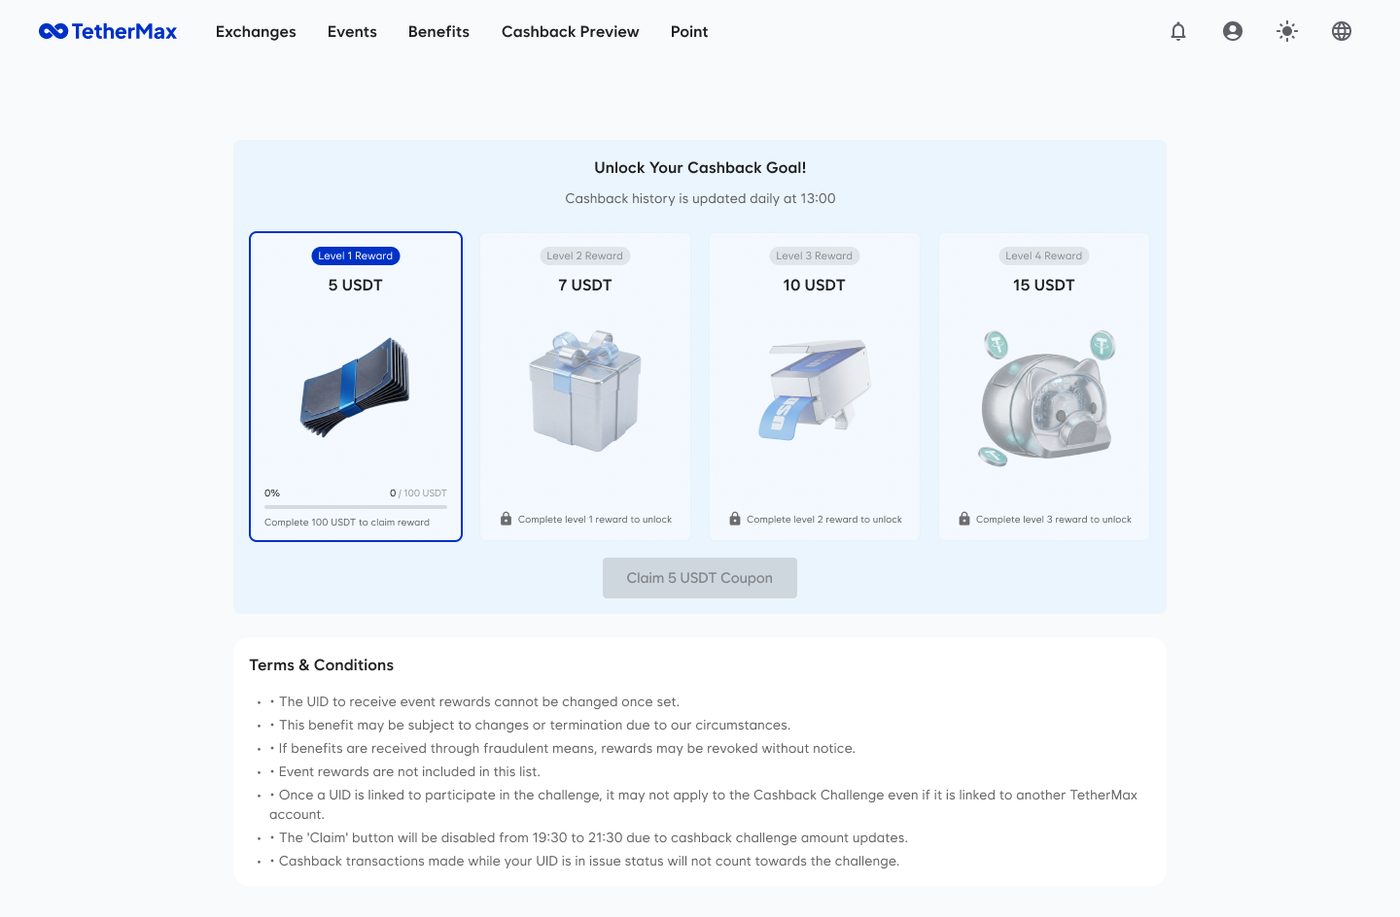 TetherMax Exchanges Events Benefits Cashback Preview Point
Unlock Your Cashback Goal!
Cashback history is updated daily at 13:00
Level 1 Reward
5 USDT
0% 0 / 100 USDT
Complete 100 USDT to claim reward
Level 2 Reward
7 USDT
Complete level 1 reward to unlock
Level 3 Reward
10 USDT
USDT
Complete level 2 reward to unlock
Level 4 Reward
15 USDT
Complete level 3 reward to unlock
Claim 5 USDT Coupon
Terms & Conditions
• • The UID to receive event rewards cannot be changed once set.
• • This benefit may be subject to changes or termination due to our circumstances.
• • If benefits are received through fraudulent means, rewards may be revoked without notice.
• • Event rewards are not included in this list.
• • Once a UID is linked to participate in the challenge, it may not apply to the Cashback Challenge even if it is linked to another TetherMax
account.
• • The 'Claim' button will be disabled from 19:30 to 21:30 due to cashback challenge amount updates.
• • Cashback transactions made while your UID is in issue status will not count towards the challenge.